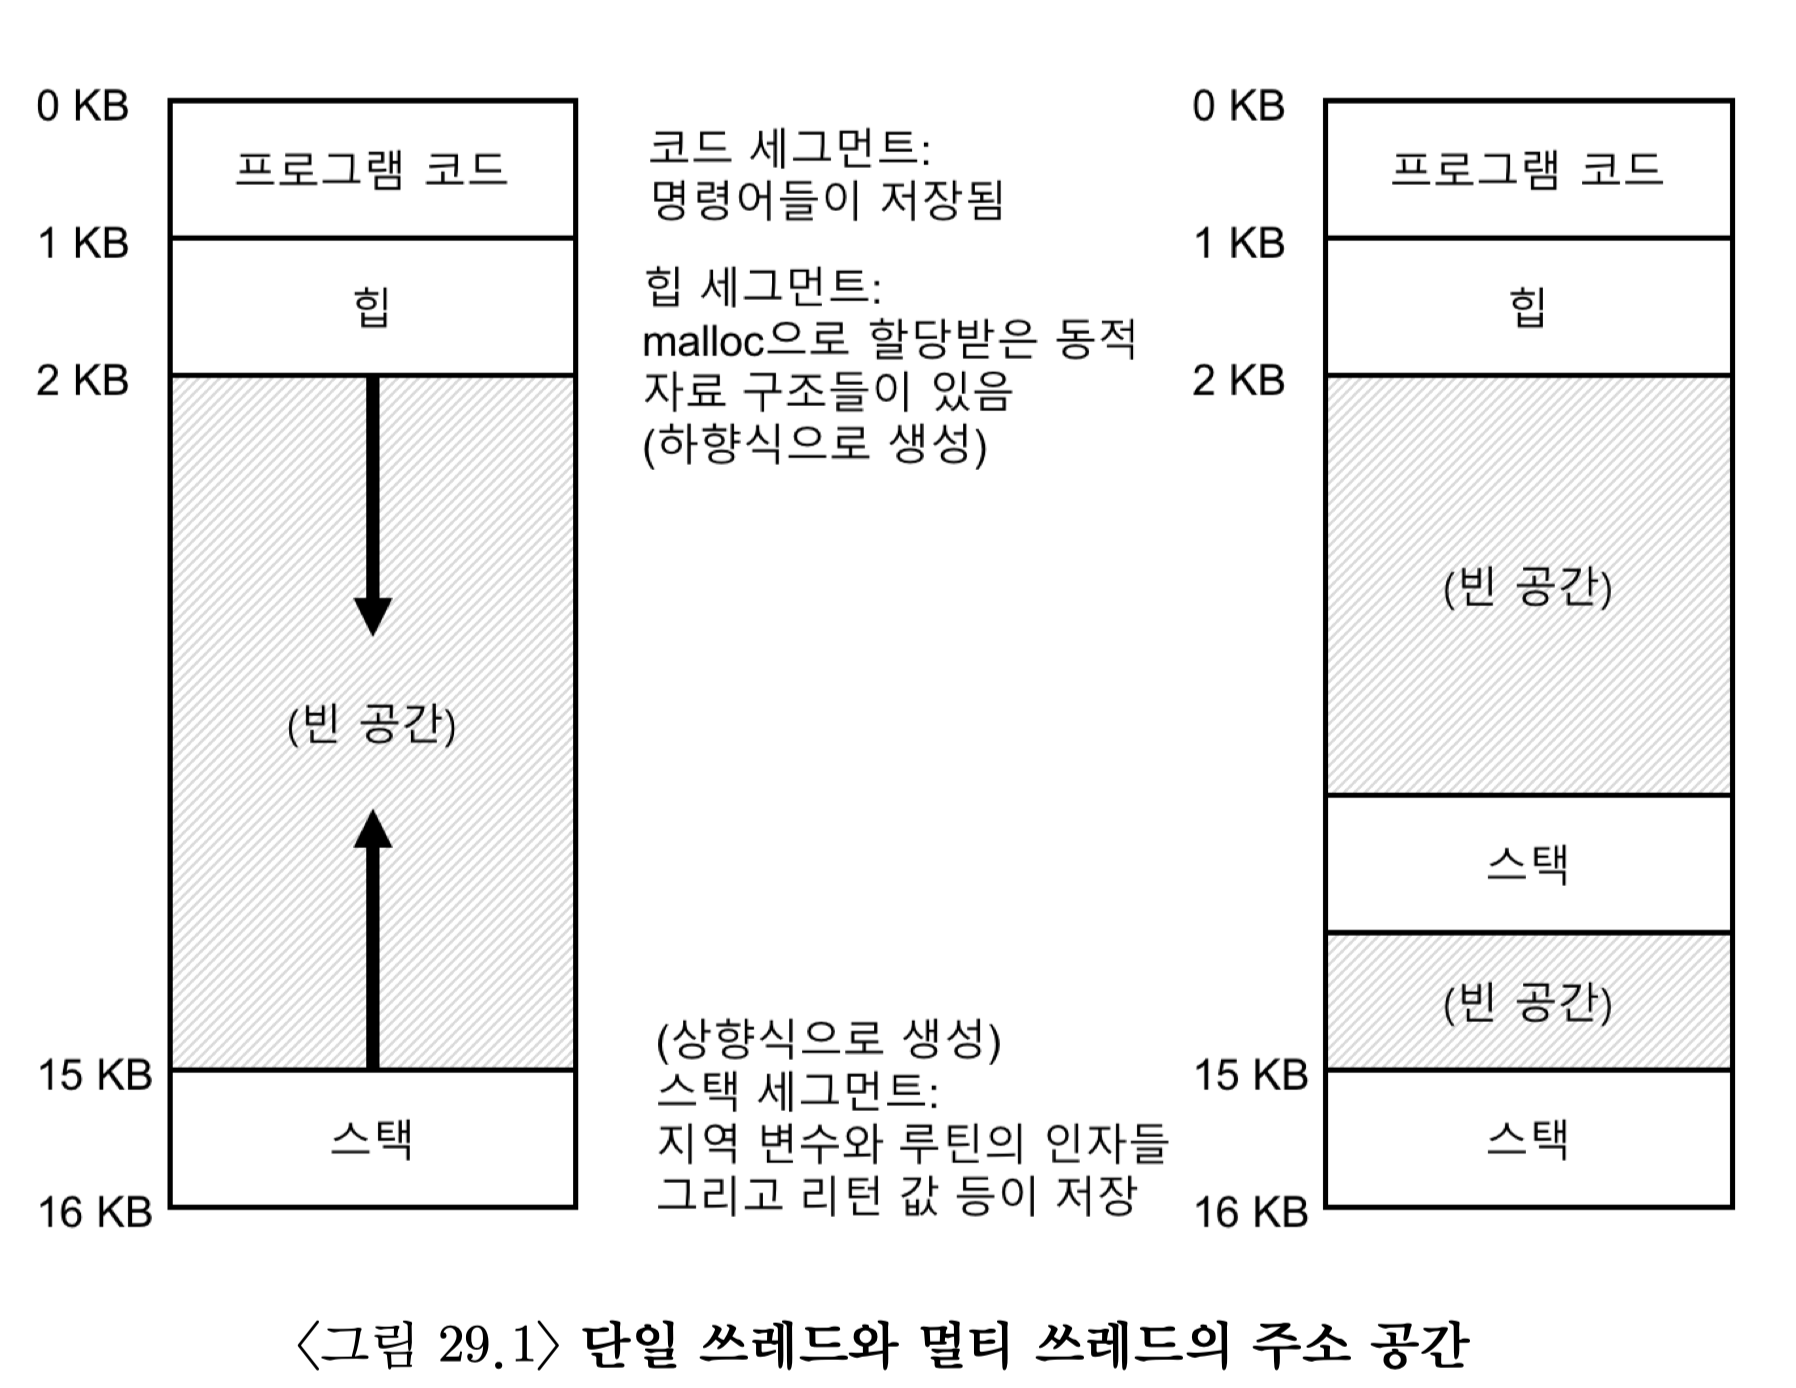 0 KB
프로그램 코드
1 KB
힙
2 KB
(빈 공간)
15 KB
스택
16 KB
코드 세그먼트:
명령어들이 저장됨
힙 세그먼트:
malloc으로 할당받은 동적
자료 구조들이 있음
(하향식으로 생성)
(상향식으로 생성)
스택 세그먼트:
지역 변수와 루틴의 인자들
그리고 리턴 값 등이 저장
0 KB
프로그램 코드
1 KB
힙
2 KB
(빈 공간)
스택
(빈 공간)
15 KB
스택
16 KB
〈그림 29.1〉 단일 쓰레드와 멀티 쓰레드의 주소 공간